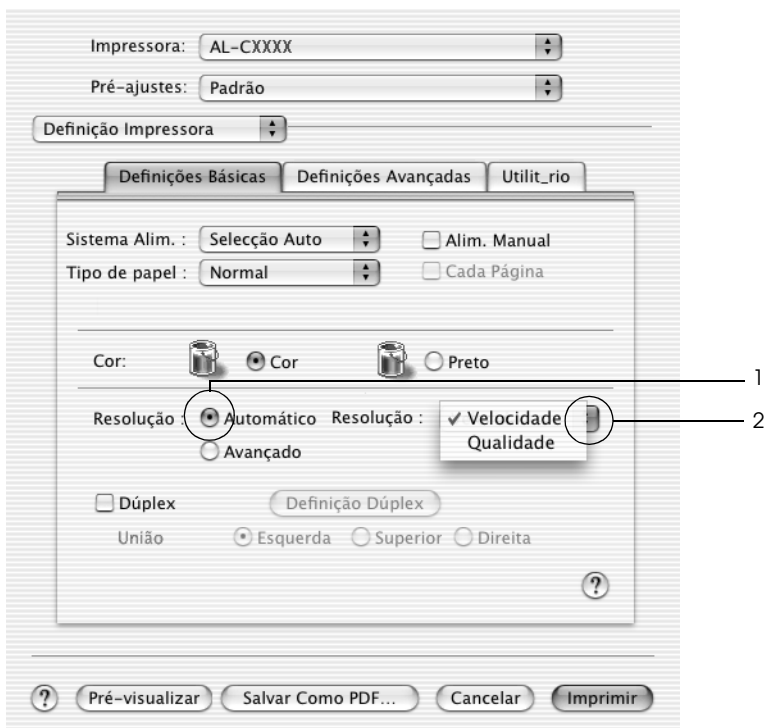 Impressora: AL-CXXXX
Pré-ajustes: Padrão
Definição Impressora
Definições Básicas Definições Avançadas Utilit_rio
Sistema Alim. : Selecção Auto Alim. Manual
Tipo de papel : Normal Cada Página
Cor: Cor Preto
1
Resolução : Automático Resolução : ✓ Velocidade 2
Avançado Qualidade
Dúplex Definição Dúplex
União Esquerda Superior Direita
?
? Pré-visualizar Salvar Como PDF... Cancelar Imprimir